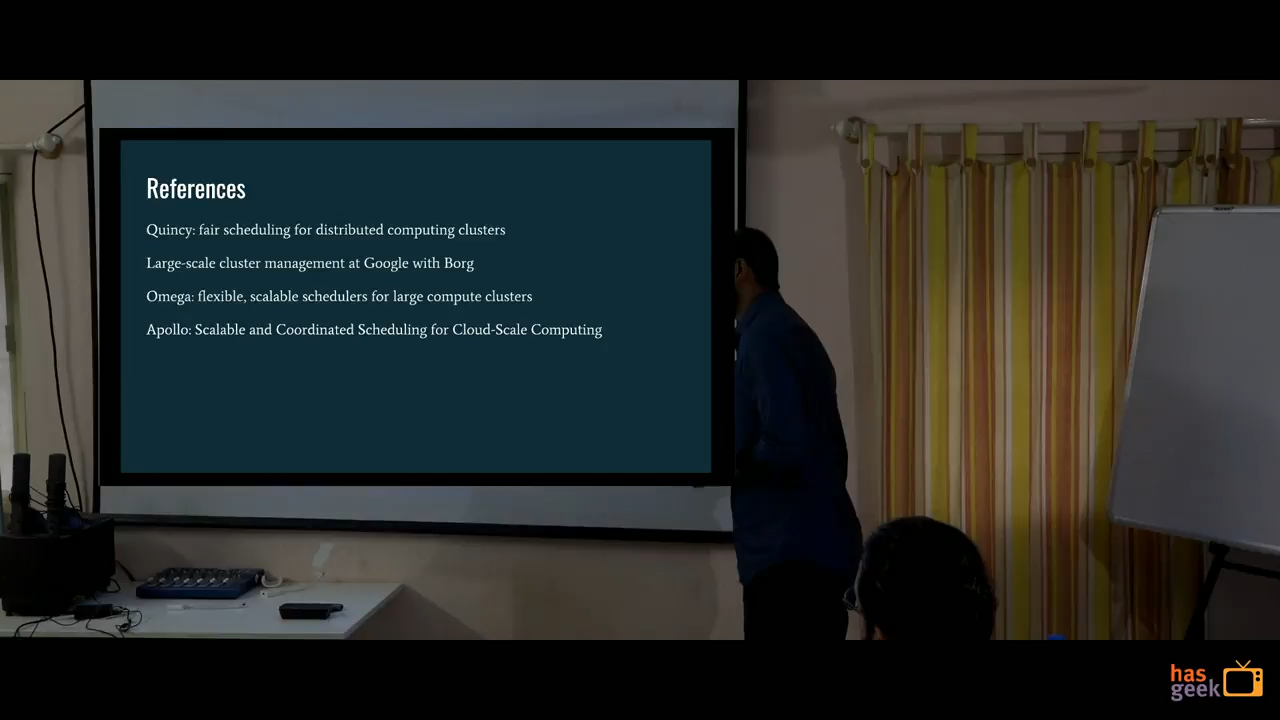 References
Quincy: fair scheduling for distributed computing clusters
Large-scale cluster management at Google with Borg
Omega: flexible, scalable schedulers for large compute clusters
Apollo: Scalable and Coordinated Scheduling for Cloud-Scale Computing
has
geek